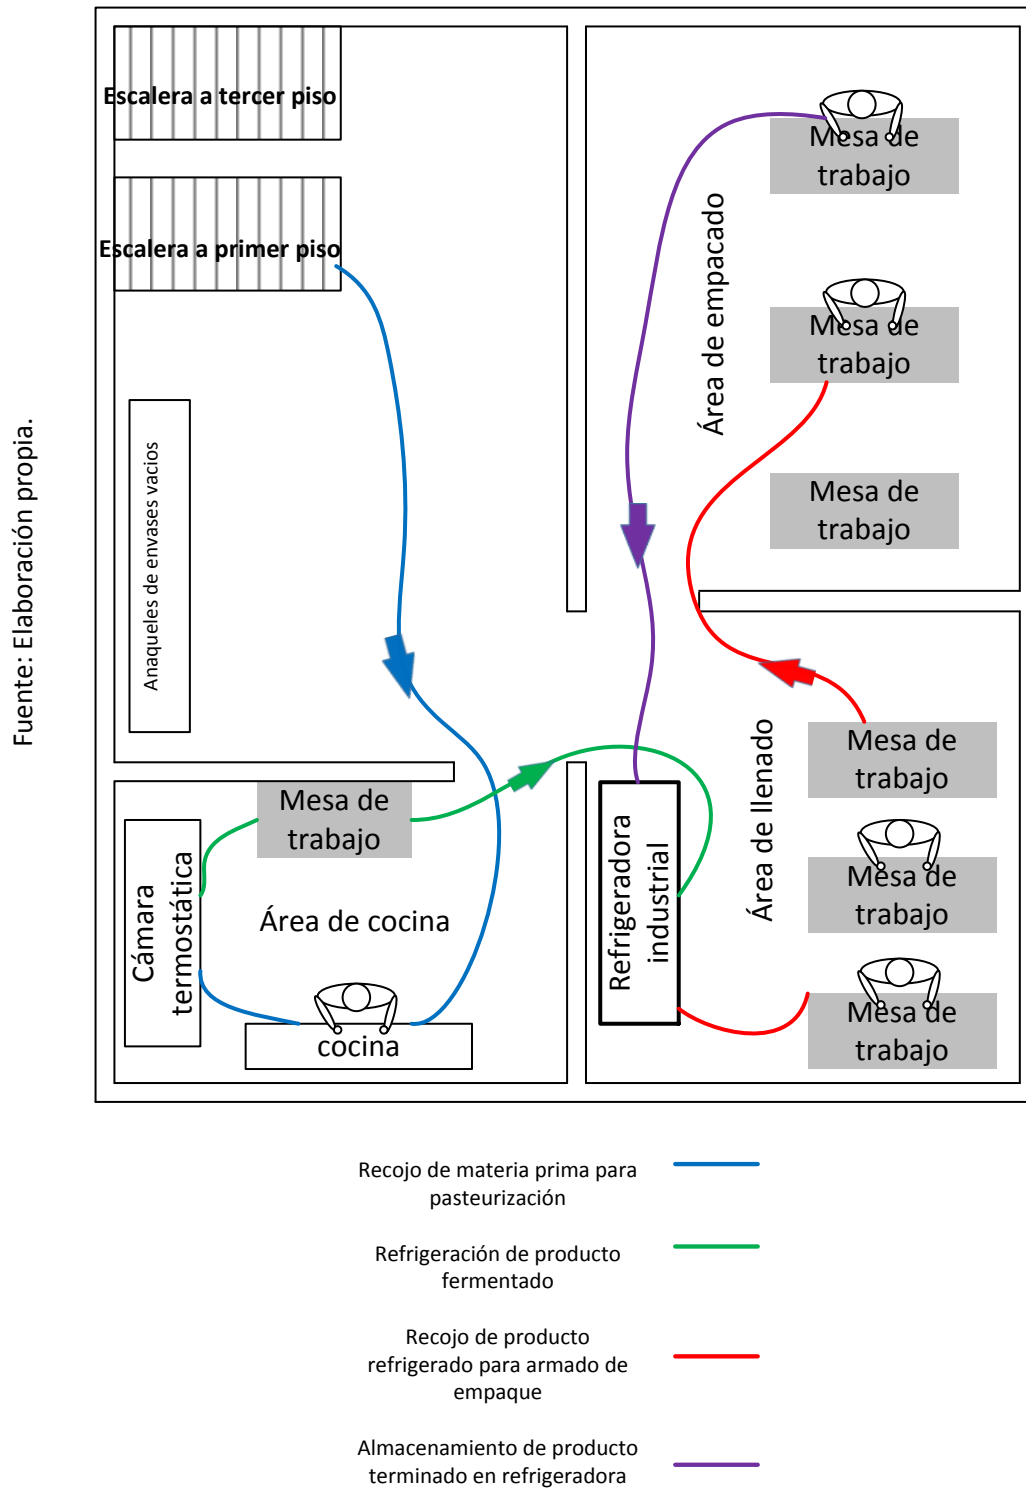 Fuente: Elaboración propia.
Escalera a tercer piso
Escalera a primer piso
Anaqueles de envases vacios
Área de empacado
Mesa de
trabajo
Mesa de
trabajo
Mesa de
trabajo
Mesa de
trabajo
Cámara
termostática
Área de cocina
cocina
Refrigeradora
industrial
Área de llenado
Mesa de
trabajo
Mesa de
trabajo
Mesa de
trabajo
Recojo de materia prima para
pasteurización
Refrigeración de producto
fermentado
Recojo de producto
refrigerado para armado de
empaque
Almacenamiento de producto
terminado en refrigeradora